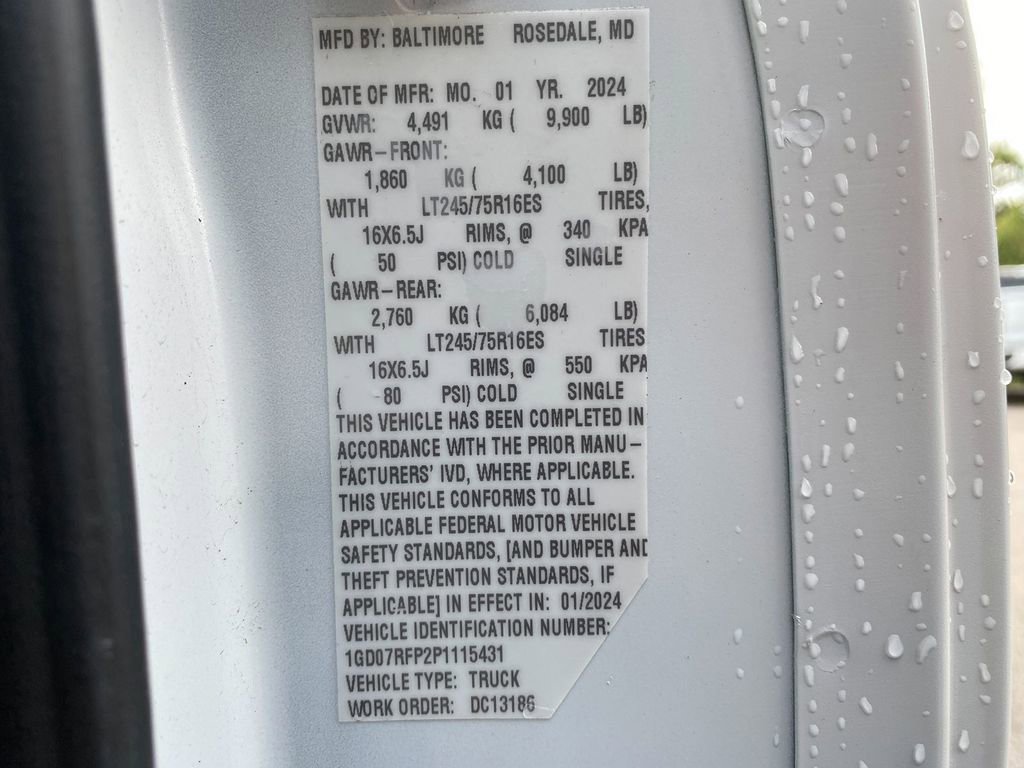 MFD BY: BALTIMORE ROSEDALE, MD
DATE OF MFR: MO. 01 YR. 2024
GVWR: 4,491 KG ( 9,900 LB)
GAWR-FRONT:
1,860 KG ( 4,100 LB)
WITH LT245/75R16ES TIRES,
16X6.5J RIMS, @ 340 KPA
( 50 PSI) COLD SINGLE
GAWR-REAR:
2,760 KG ( 6,084 LB)
WITH LT245/75R16ES TIRES
16X6.5J RIMS, @ 550 KPA
( 80 PSI) COLD SINGLE
THIS VEHICLE HAS BEEN COMPLETED IN
ACCORDANCE WITH THE PRIOR MANU-
FACTURERS' IVD, WHERE APPLICABLE.
THIS VEHICLE CONFORMS TO ALL
APPLICABLE FEDERAL MOTOR VEHICLE
SAFETY STANDARDS, [AND BUMPER AND
THEFT PREVENTION STANDARDS, IF
APPLICABLE] IN EFFECT IN: 01/2024
VEHICLE IDENTIFICATION NUMBER:
1GD07RFP2P1115431
VEHICLE TYPE: TRUCK
WORK ORDER: DC13186